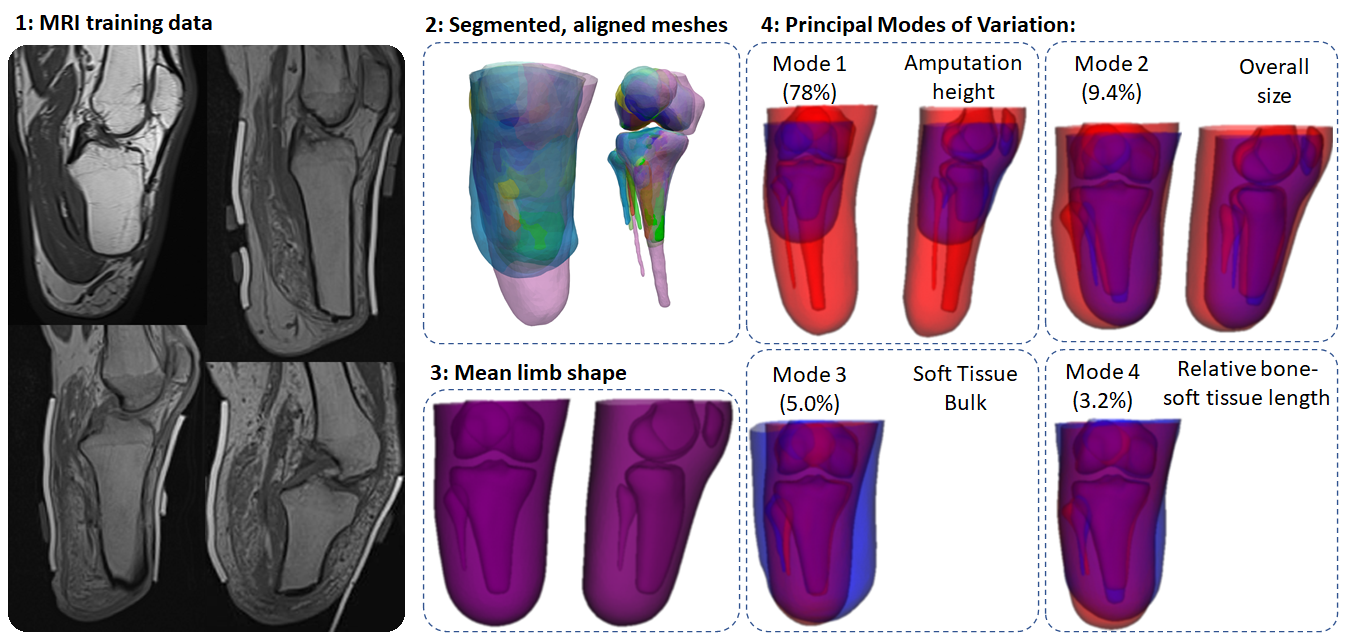 1: MRI training data
2: Segmented, aligned meshes
3: Mean limb shape
4: Principal Modes of Variation:
Mode 1
(78%)
Amputation
height
Mode 2
(9.4%)
Overall
size
Mode 3
(5.0%)
Soft Tissue
Bulk
Mode 4
(3.2%)
Relative bone-
soft tissue length